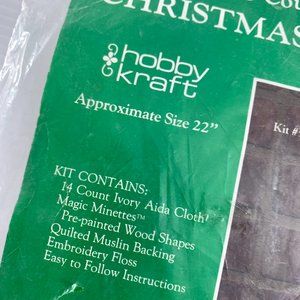 CHRISTMAS
hobby
kraft
Approximate Size 22"
Kit #
KIT CONTAINS:
14 Count Ivory Aida Cloth
Magic Minettes™
Pre-painted Wood Shapes
Quilted Muslin Backing
Embroidery Floss
Easy to Follow Instructions